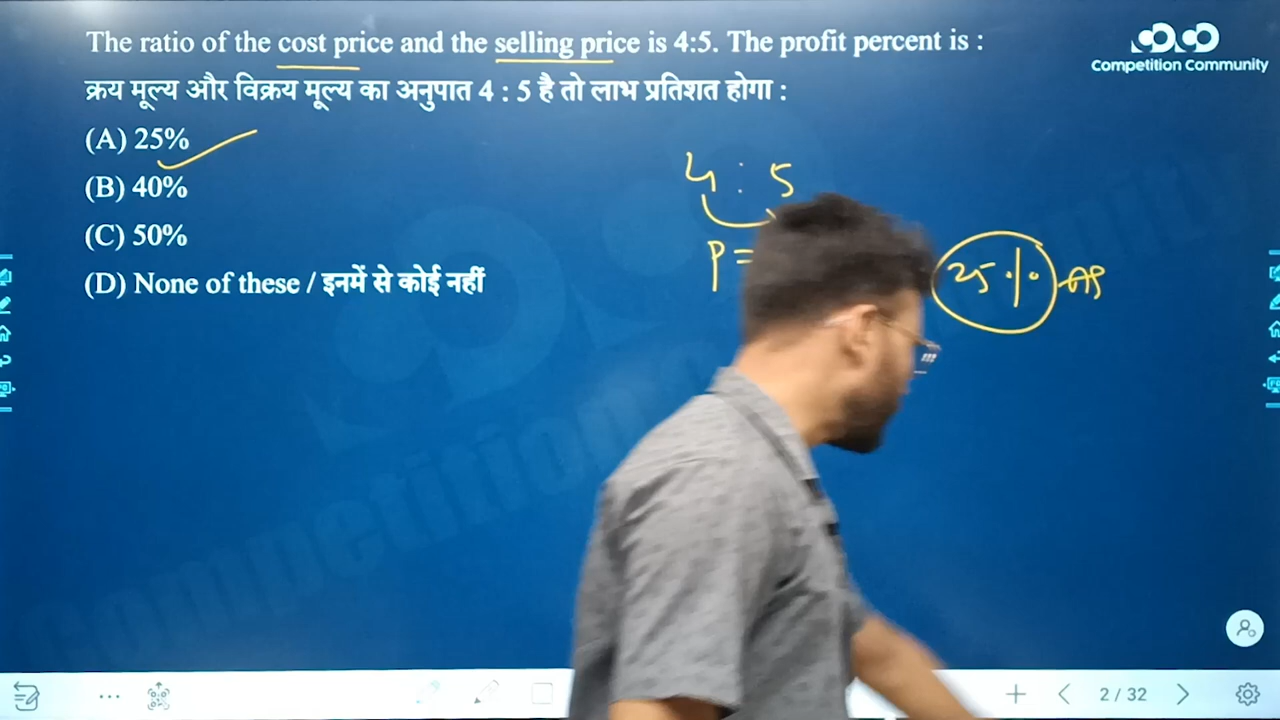 The ratio of the cost price and the selling price is 4:5. The profit percent is :
क्रय मूल्य और विक्रय मूल्य का अनुपात 4 : 5 है तो लाभ प्रतिशत होगा :
(A) 25%
(B) 40%
(C) 50%
(D) None of these / इनमें से कोई नहीं
Competition Community
4 : 5
P =
25%
2 / 32